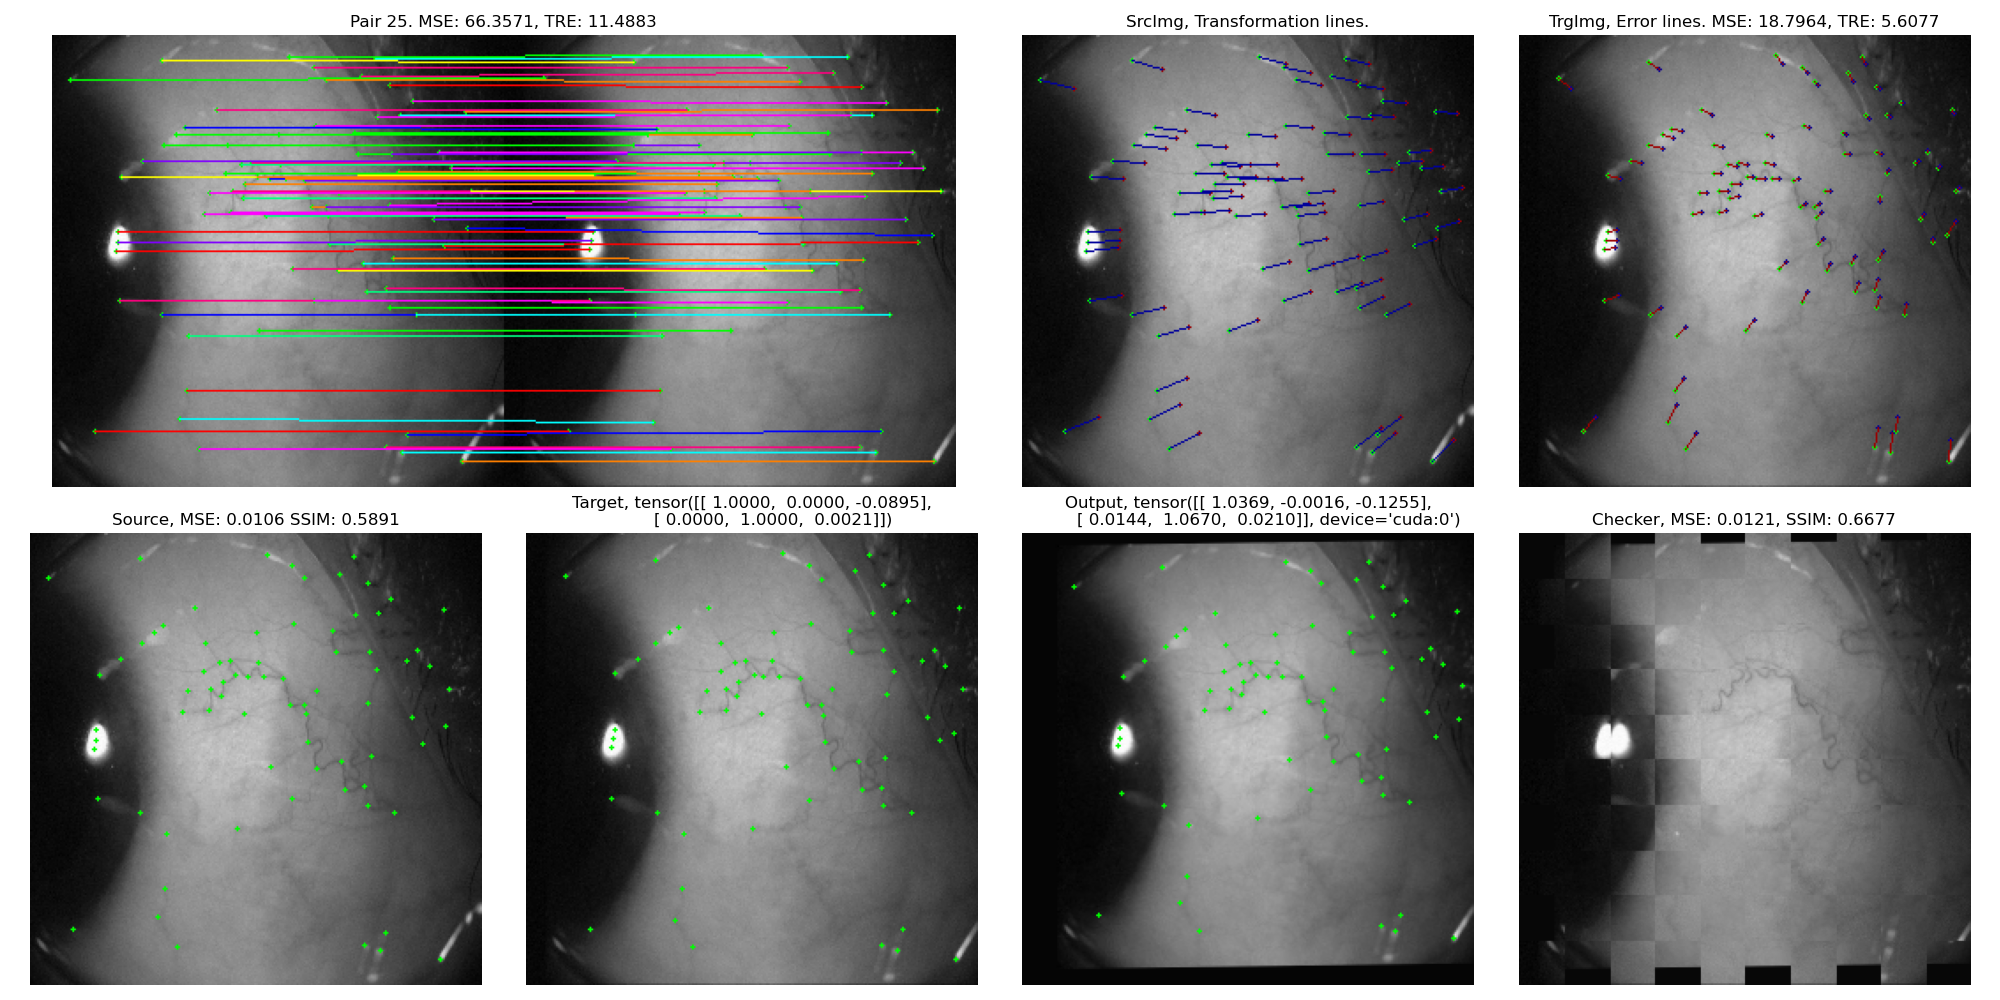 Pair 25. MSE: 66.3571, TRE: 11.4883
SrcImg, Transformation lines.
TrgImg, Error lines. MSE: 18.7964, TRE: 5.6077
Source, MSE: 0.0106 SSIM: 0.5891
Target, tensor([[ 1.0000, 0.0000, -0.0895],
[ 0.0000, 1.0000, 0.0021]])
Output, tensor([[ 1.0369, -0.0016, -0.1255],
[ 0.0144, 1.0670, 0.0210]], device='cuda:0')
Checker, MSE: 0.0121, SSIM: 0.6677